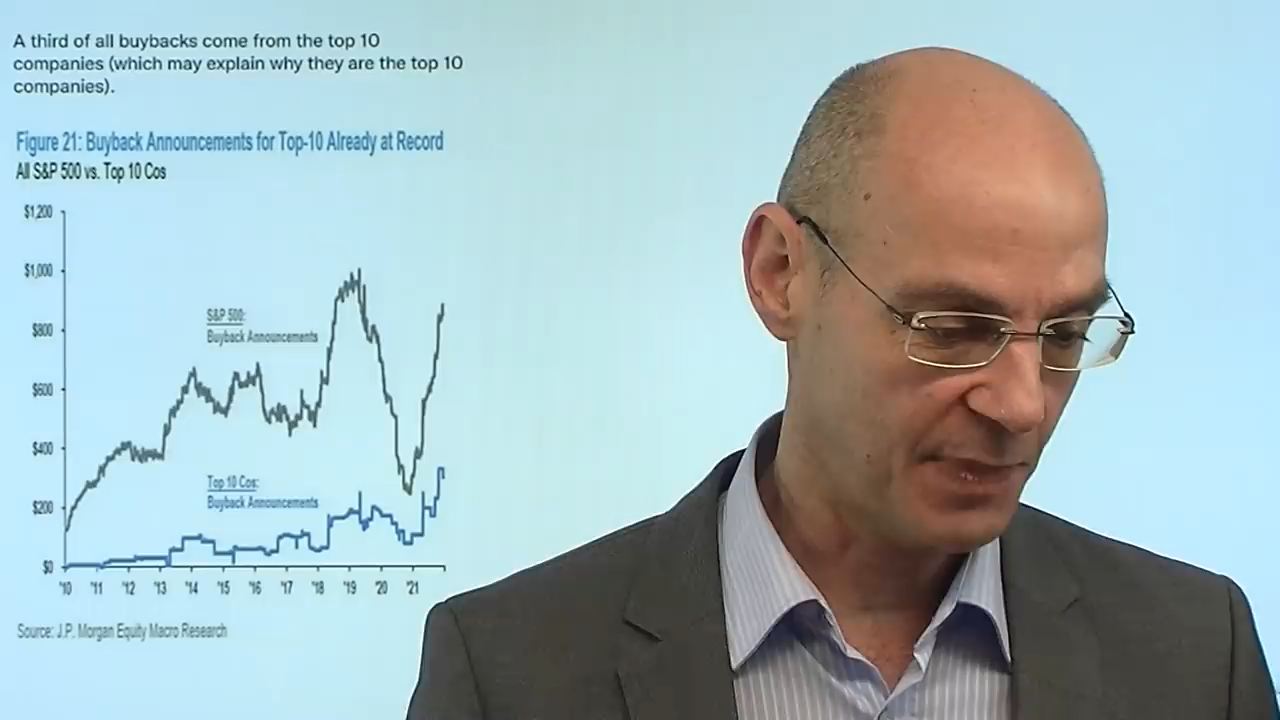 A third of all buybacks come from the top 10
companies (which may explain why they are the top 10
companies).
Figure 21: Buyback Announcements for Top-10 Already at Record
All S&P 500 vs. Top 10 Cos
$1,200
$1,000
$800
$600
$400
$200
$0
S&P 500:
Buyback Announcements
Top 10 Cos:
Buyback Announcements
'10 '11 '12 '13 '14 '15 '16 '17 '18 '19 '20 '21
Source: J.P. Morgan Equity Macro Research